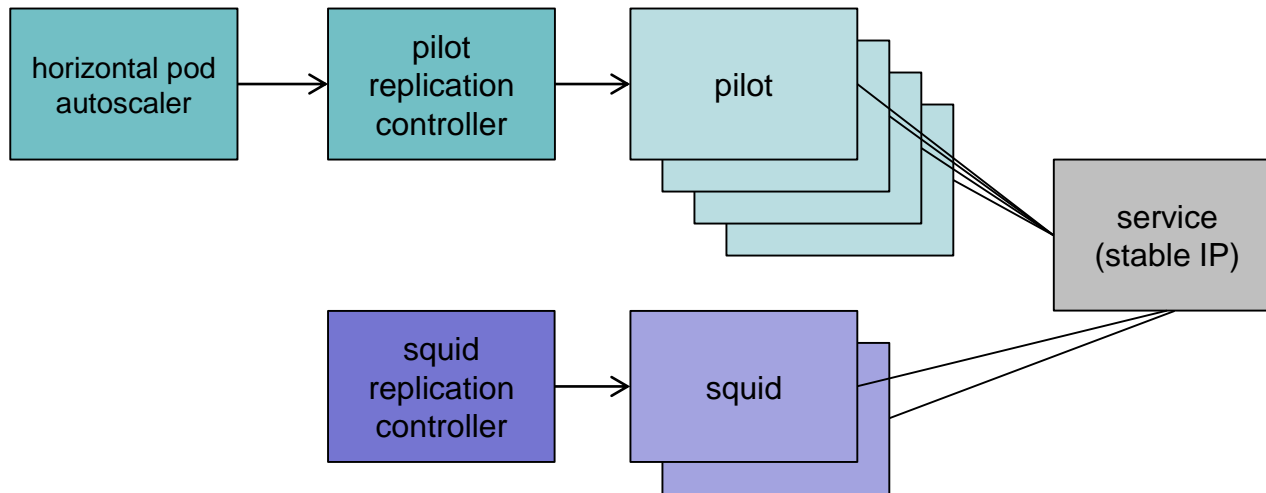 horizontal pod
autoscaler
pilot
replication
controller
pilot
service
(stable IP)
squid
replication
controller
squid